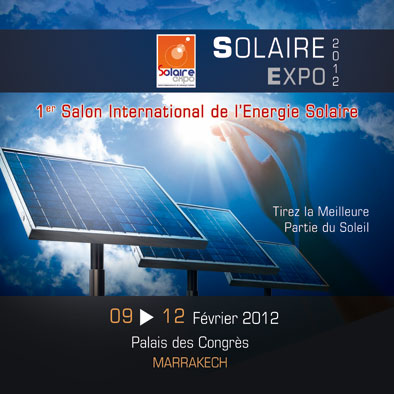 Solaire
expo
SOLAIRE
EXPO
2012
1er Salon International de l'Energie Solaire
Tirez la Meilleure
Partie du Soleil
09 ▶ 12 Février 2012
Palais des Congrès
MARRAKECH